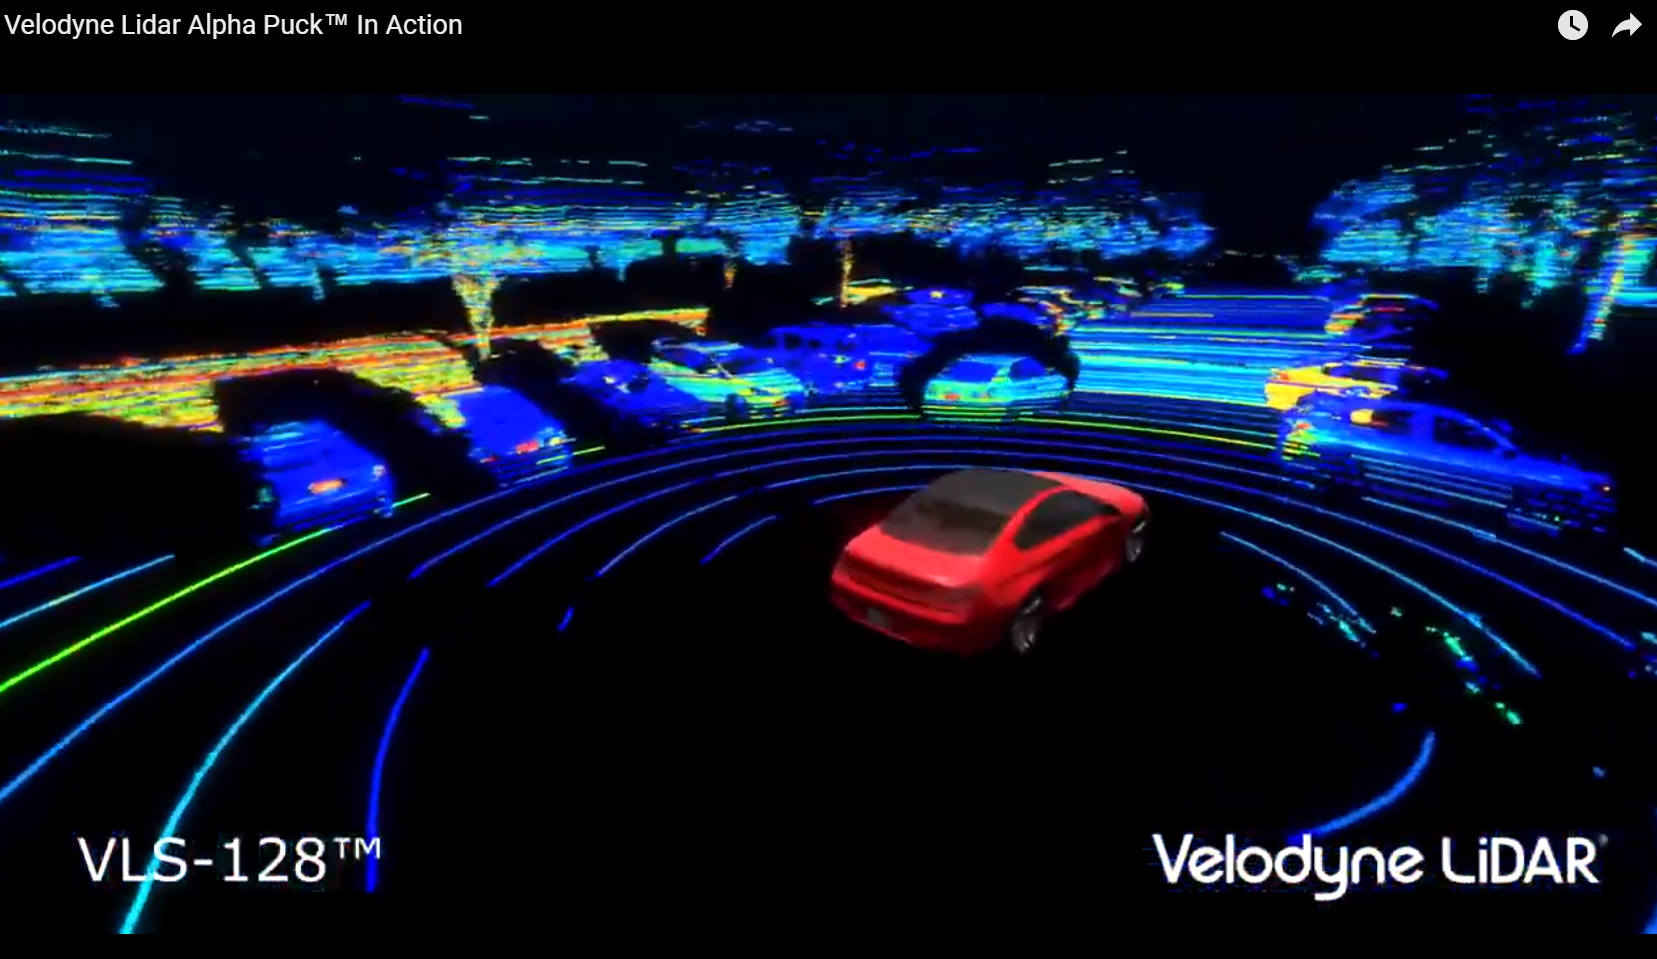 Velodyne Lidar Alpha Puck™ In Action
VLS-128™
Velodyne LiDAR®